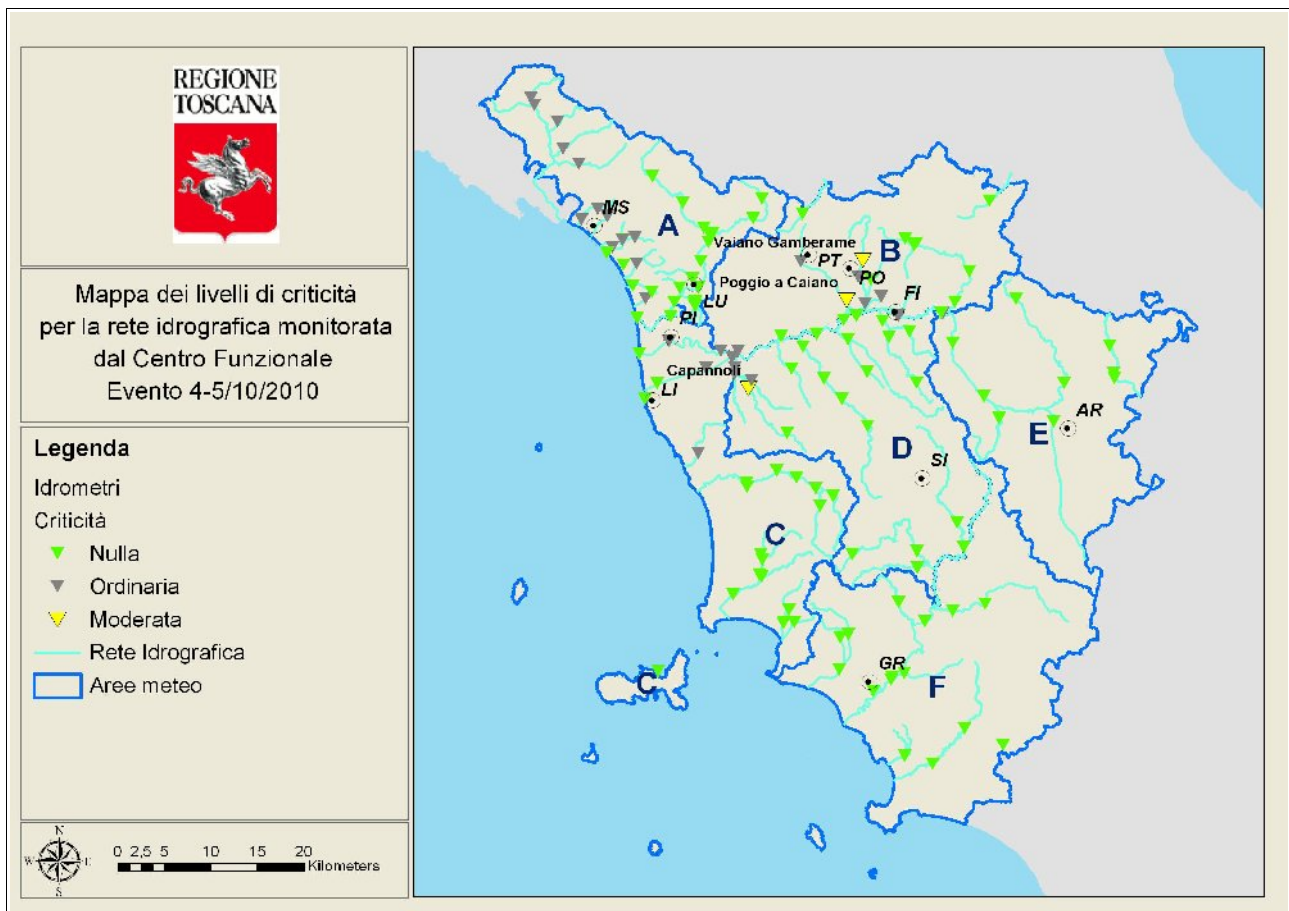 REGIONE
TOSCANA
Mappa dei livelli di criticità
per la rete idrografica monitorata
dal Centro Funzionale
Evento 4-5/10/2010
Legenda
Idrometri
Criticità
Nulla
Ordinaria
Moderata
Rete Idrografica
Aree meteo
N
W E
S
0 2,5 5 10 15 20
Kilometers
MS
A
Vaiano Gamberame
B
PT
PO
Poggio a Caiano
FI
LU
PI
Capannoli
LI
AR
E
D
SI
C
GR
C
F